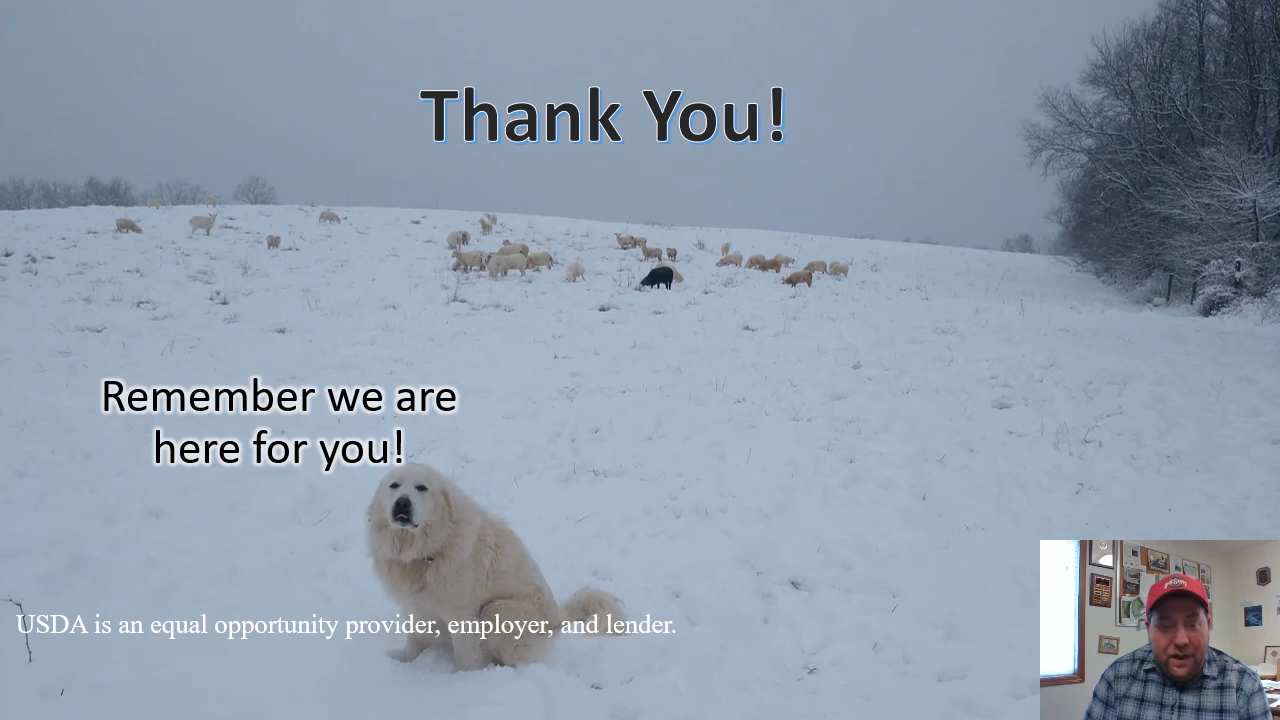 Thank You!
Remember we are
here for you!
USDA is an equal opportunity provider, employer, and lender.